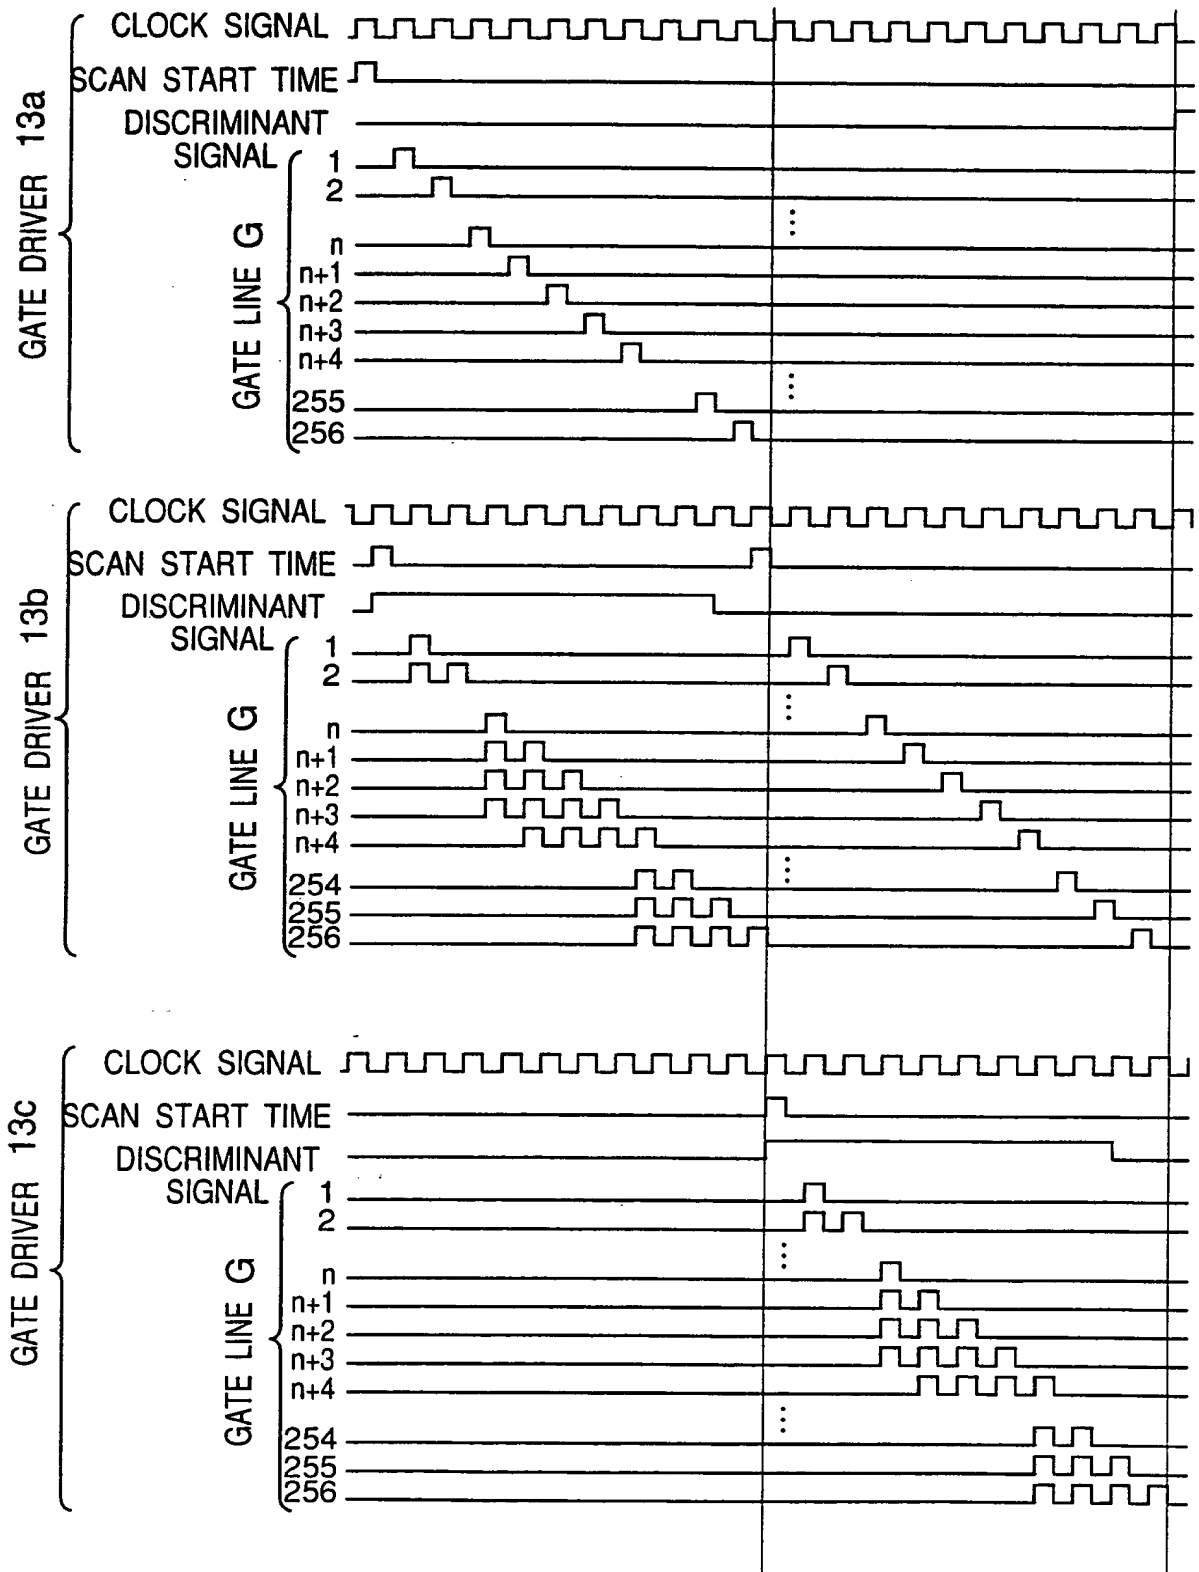 GATE DRIVER 13a
CLOCK SIGNAL
SCAN START TIME
DISCRIMINANT
SIGNAL
GATE LINE G
1
2
⋮
n
n+1
n+2
n+3
n+4
⋮
255
256
GATE DRIVER 13b
CLOCK SIGNAL
SCAN START TIME
DISCRIMINANT
SIGNAL
GATE LINE G
1
2
⋮
n
n+1
n+2
n+3
n+4
⋮
254
255
256
GATE DRIVER 13c
CLOCK SIGNAL
SCAN START TIME
DISCRIMINANT
SIGNAL
GATE LINE G
1
2
⋮
n
n+1
n+2
n+3
n+4
⋮
254
255
256